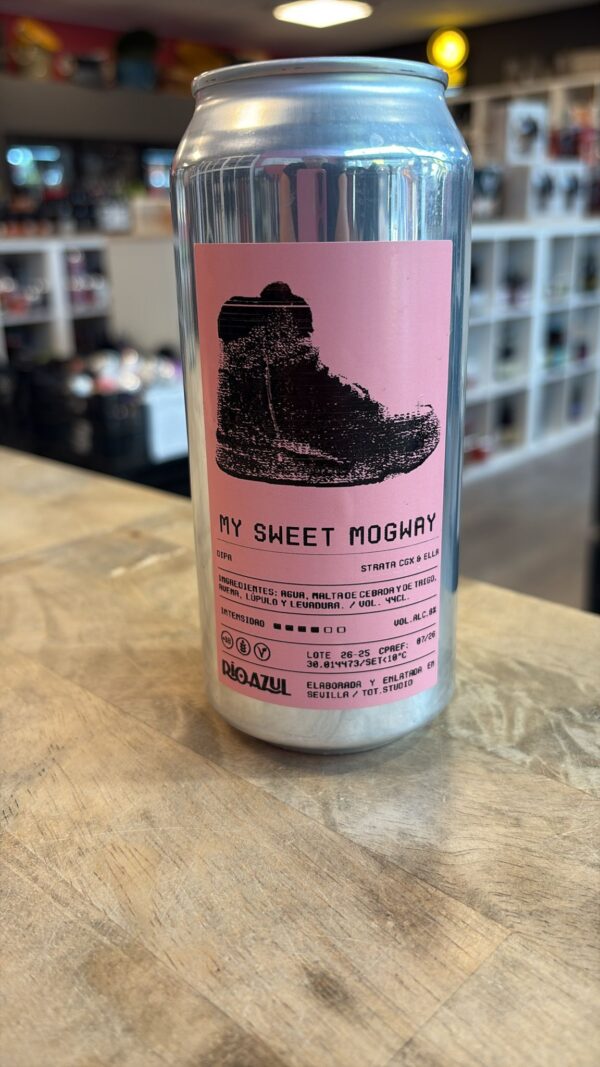 MY SWEET MOGWAY
DIPA
STRATA CGX & ELLA
INGREDIENTES: AGUA, MALTA DE CEBADA Y DE TRIGO,
AVENA, LÚPULO Y LEVADURA. / VOL. 44CL.
INTENSIDAD
VOL.ALC.8%
+18
LOTE 26-25 CPREF: 07/26
30.014473/SET<10°C
RÍO AZUL
ELABORADA Y ENLATADA EN
SEVILLA / TOT.STUDIO